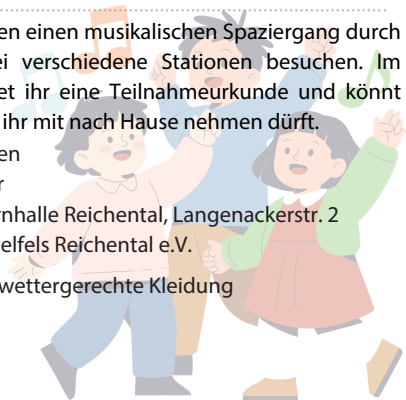 en einen musikalischen Spaziergang durch
ei verschiedene Stationen besuchen. Im
et ihr eine Teilnahmeurkunde und könnt
ihr mit nach Hause nehmen dürft.
en
r
rnhalle Reichental, Langenackerstr. 2
elfels Reichental e.V.
wettergerechte Kleidung